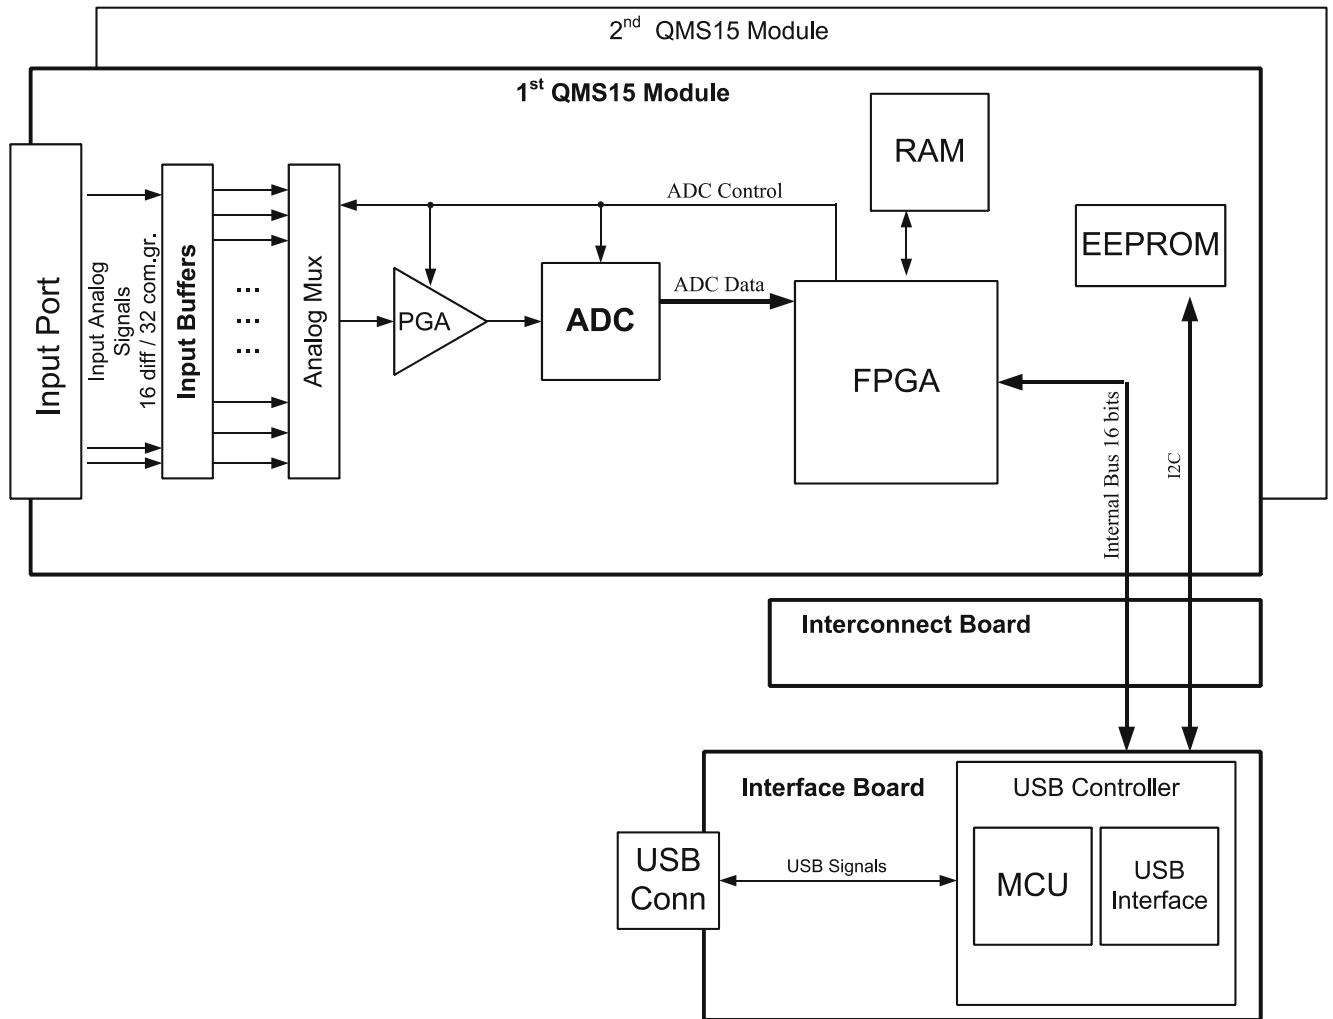 2nd QMS15 Module
1st QMS15 Module
RAM
ADC Control
EEPROM
Input Port
Input Analog
Signals
16 diff / 32 com.gr.
Input Buffers
...
...
...
Analog Mux
PGA
ADC
ADC Data
FPGA
Internal Bus 16 bits
I2C
Interconnect Board
Interface Board
USB Controller
USB
Conn
USB Signals
MCU
USB
Interface